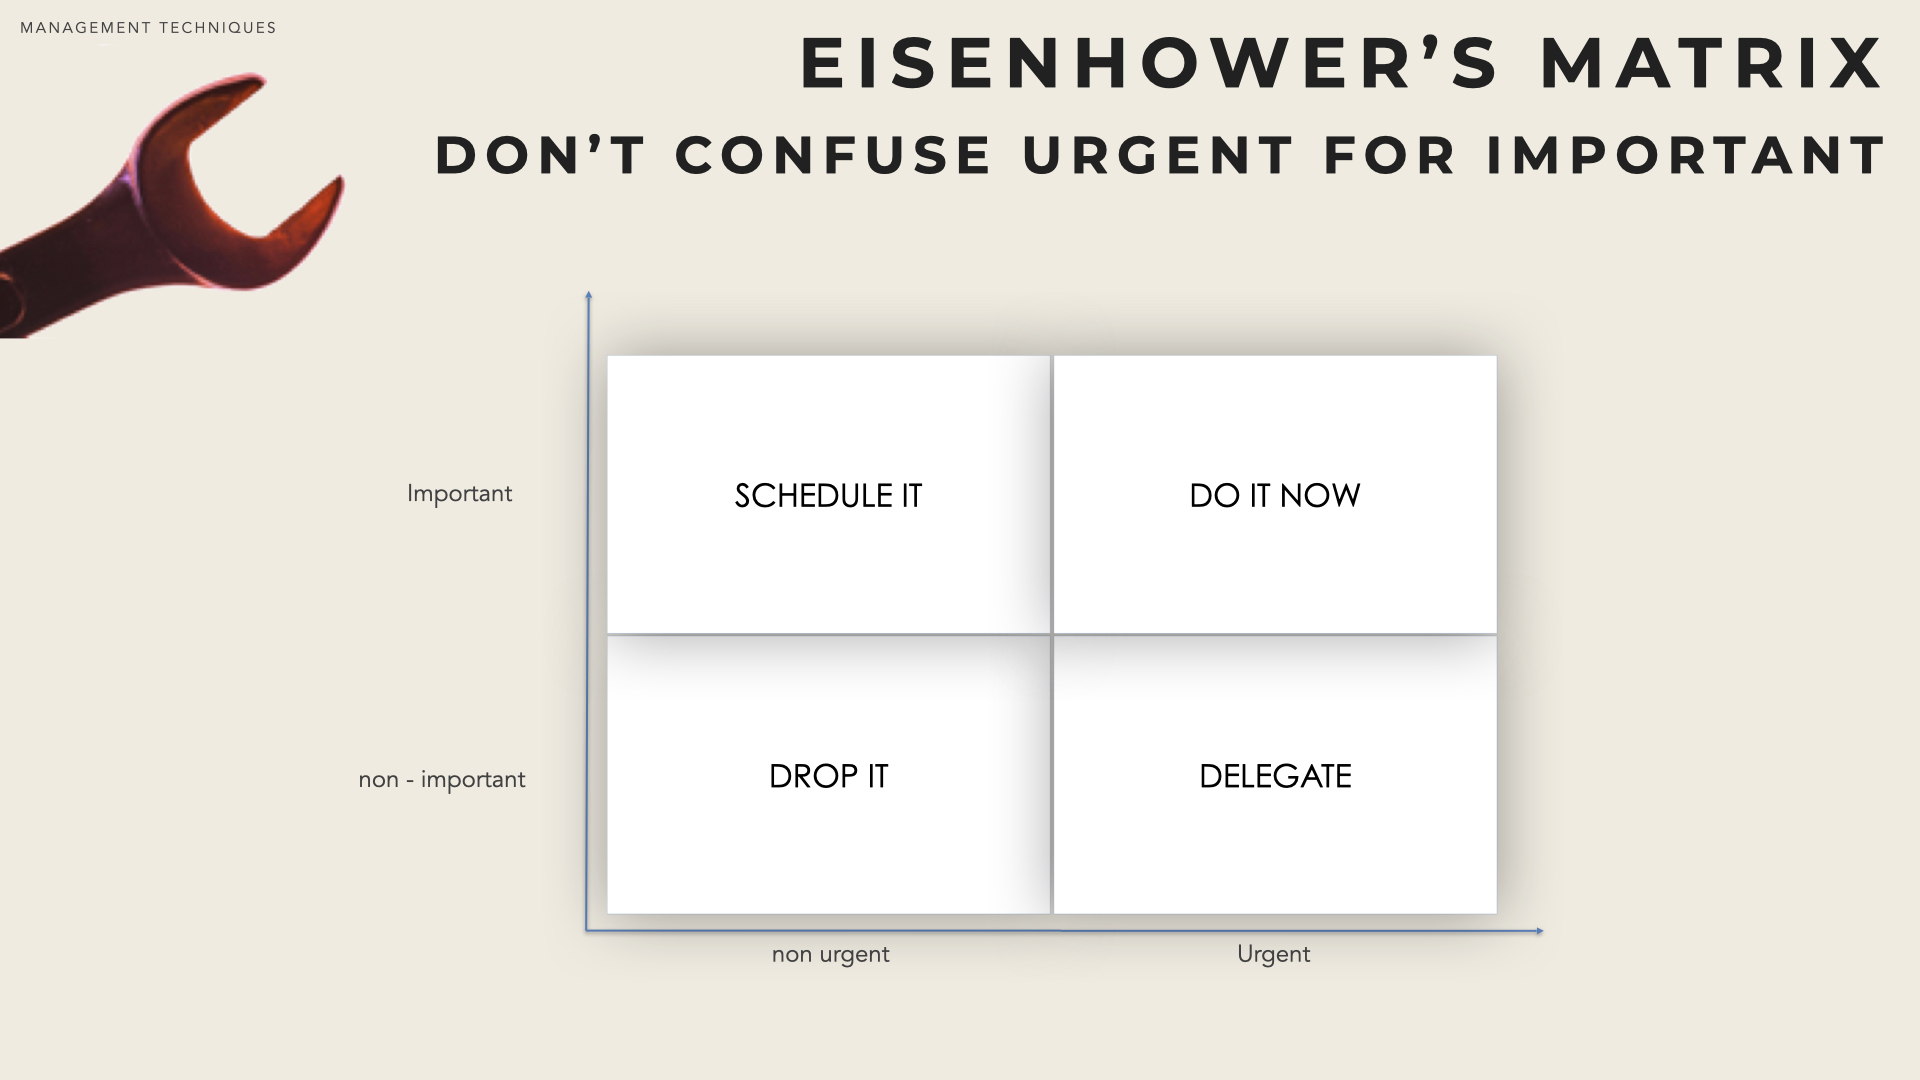 MANAGEMENT TECHNIQUES
EISENHOWER’S MATRIX
DON’T CONFUSE URGENT FOR IMPORTANT
Important
SCHEDULE IT
DO IT NOW
non - important
DROP IT
DELEGATE
non urgent
Urgent